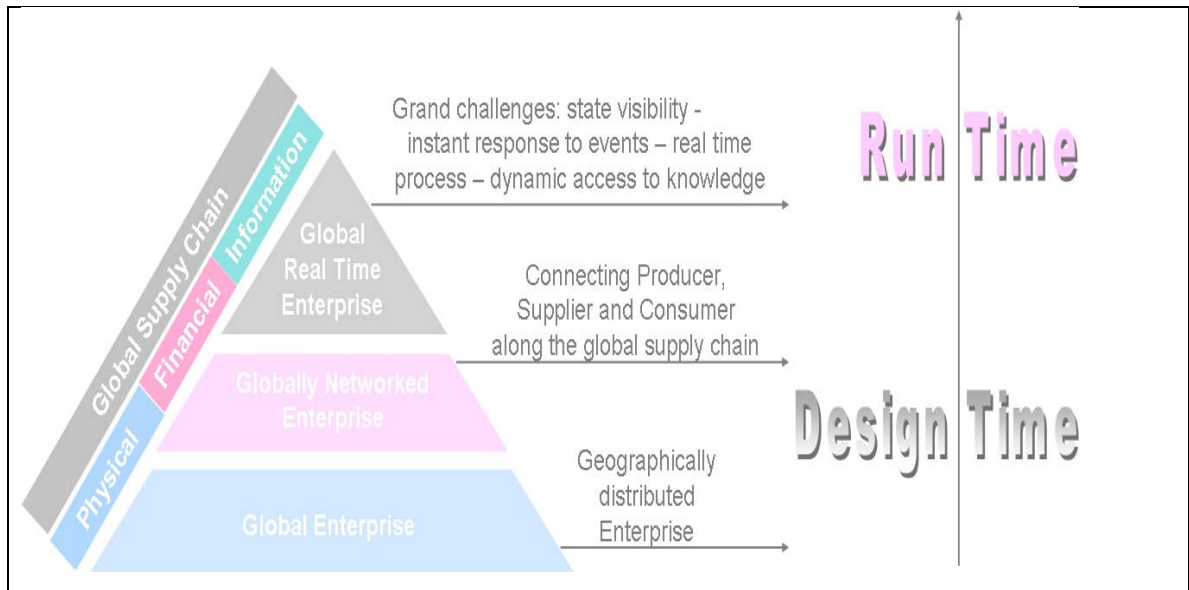 Global Supply Chain
Information
Financial
Physical
Global
Real Time
Enterprise
Globally Networked
Enterprise
Global Enterprise
Grand challenges: state visibility -
instant response to events – real time
process – dynamic access to knowledge
Connecting Producer,
Supplier and Consumer
along the global supply chain
Geographically
distributed
Enterprise
Run Time
Design Time